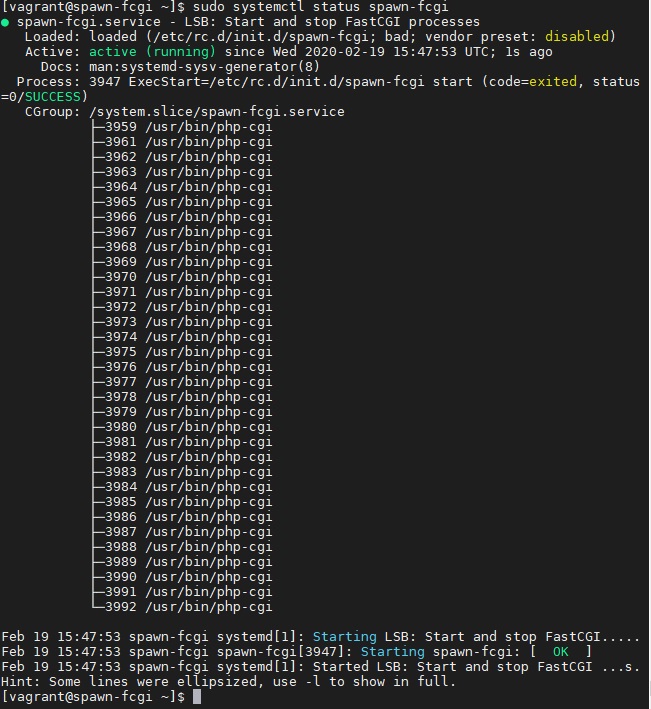 [vagrant@spawn-fcgi ~]$ sudo systemctl status spawn-fcgi
● spawn-fcgi.service - LSB: Start and stop FastCGI processes
   Loaded: loaded (/etc/rc.d/init.d/spawn-fcgi; bad; vendor preset: disabled)
   Active: active (running) since Wed 2020-02-19 15:47:53 UTC; 1s ago
     Docs: man:systemd-sysv-generator(8)
  Process: 3947 ExecStart=/etc/rc.d/init.d/spawn-fcgi start (code=exited, status
=0/SUCCESS)
   CGroup: /system.slice/spawn-fcgi.service
           ├─3959 /usr/bin/php-cgi
           ├─3961 /usr/bin/php-cgi
           ├─3962 /usr/bin/php-cgi
           ├─3963 /usr/bin/php-cgi
           ├─3964 /usr/bin/php-cgi
           ├─3965 /usr/bin/php-cgi
           ├─3966 /usr/bin/php-cgi
           ├─3967 /usr/bin/php-cgi
           ├─3968 /usr/bin/php-cgi
           ├─3969 /usr/bin/php-cgi
           ├─3970 /usr/bin/php-cgi
           ├─3971 /usr/bin/php-cgi
           ├─3972 /usr/bin/php-cgi
           ├─3973 /usr/bin/php-cgi
           ├─3974 /usr/bin/php-cgi
           ├─3975 /usr/bin/php-cgi
           ├─3976 /usr/bin/php-cgi
           ├─3977 /usr/bin/php-cgi
           ├─3978 /usr/bin/php-cgi
           ├─3979 /usr/bin/php-cgi
           ├─3980 /usr/bin/php-cgi
           ├─3981 /usr/bin/php-cgi
           ├─3982 /usr/bin/php-cgi
           ├─3983 /usr/bin/php-cgi
           ├─3984 /usr/bin/php-cgi
           ├─3985 /usr/bin/php-cgi
           ├─3986 /usr/bin/php-cgi
           ├─3987 /usr/bin/php-cgi
           ├─3988 /usr/bin/php-cgi
           ├─3989 /usr/bin/php-cgi
           ├─3990 /usr/bin/php-cgi
           ├─3991 /usr/bin/php-cgi
           └─3992 /usr/bin/php-cgi

Feb 19 15:47:53 spawn-fcgi systemd[1]: Starting LSB: Start and stop FastCGI.....
Feb 19 15:47:53 spawn-fcgi spawn-fcgi[3947]: Starting spawn-fcgi: [  OK  ]
Feb 19 15:47:53 spawn-fcgi systemd[1]: Started LSB: Start and stop FastCGI ...s.
Hint: Some lines were ellipsized, use -l to show in full.
[vagrant@spawn-fcgi ~]$